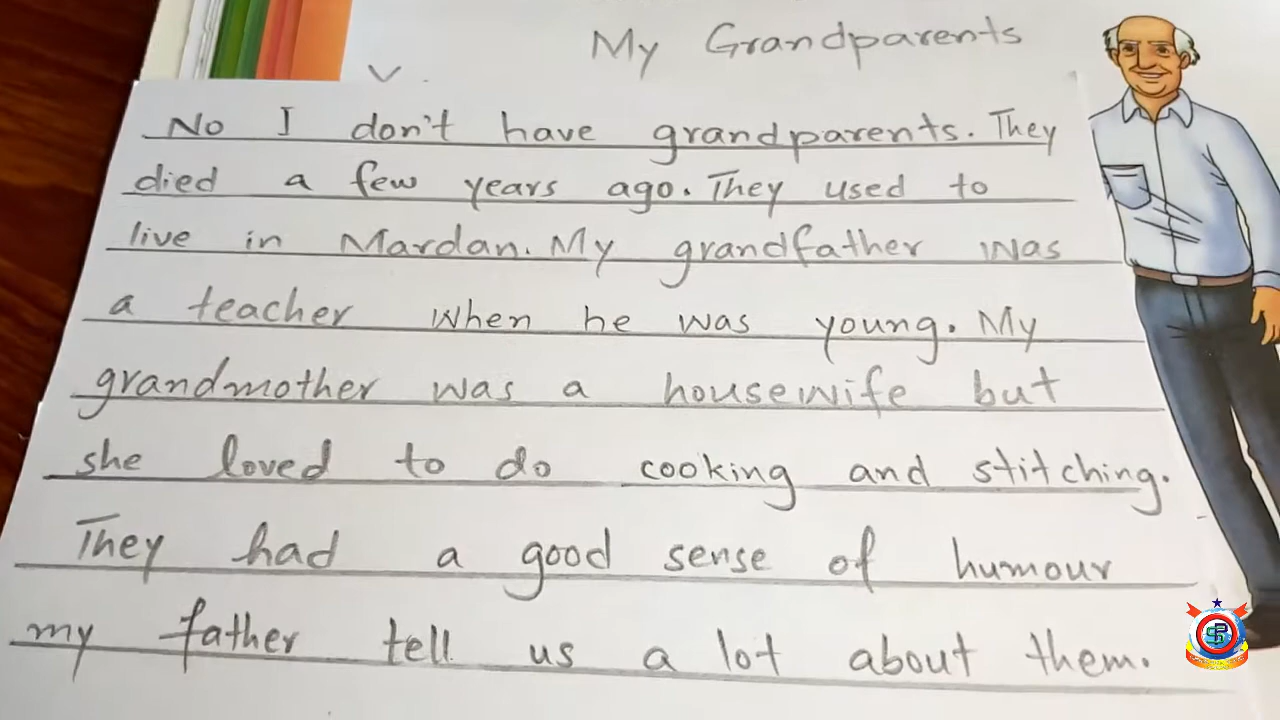 My Grandparents
No I don't have grandparents. They
died a few years ago. They used to
live in Mardan. My grandfather was
a teacher when he was young. My
grandmother was a housewife but
she loved to do cooking and stitching.
They had a good sense of humour
my father tell us a lot about them.